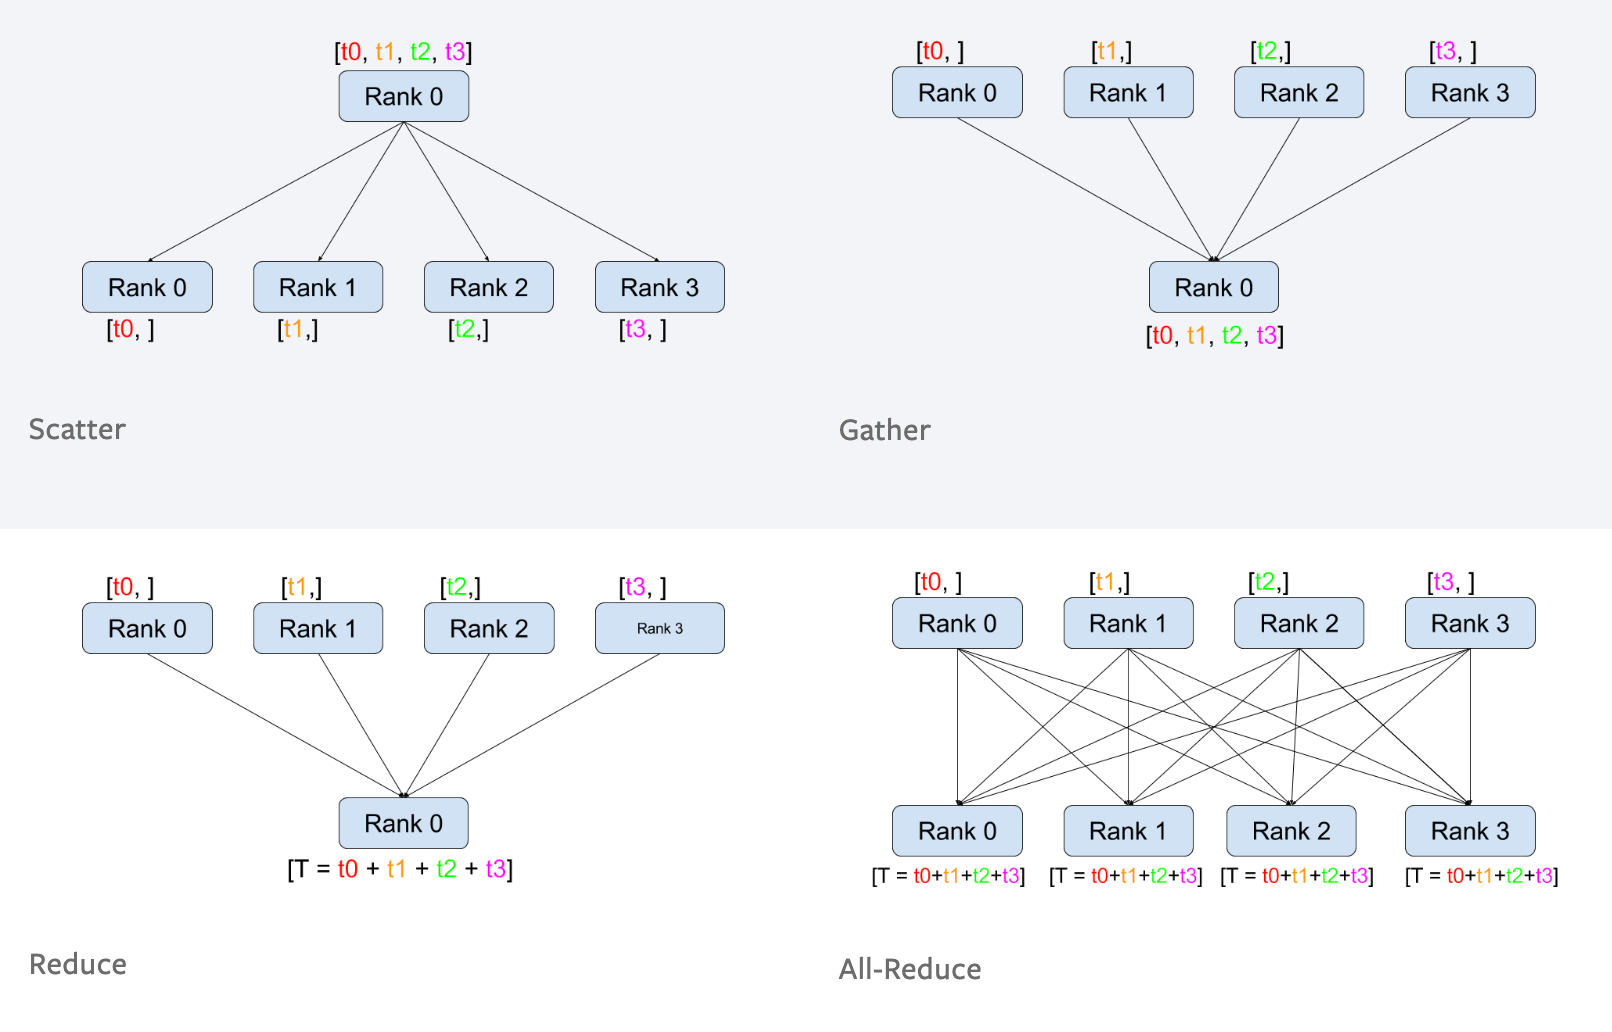 [t0, t1, t2, t3]
Rank 0
Rank 0
Rank 1
Rank 2
Rank 3
[t0, ]
[t1,]
[t2,]
[t3, ]
Scatter
[t0, ]
[t1,]
[t2,]
[t3, ]
Rank 0
Rank 1
Rank 2
Rank 3
Rank 0
[t0, t1, t2, t3]
Gather
[t0, ]
[t1,]
[t2,]
[t3, ]
Rank 0
Rank 1
Rank 2
Rank 3
Rank 0
[T = t0 + t1 + t2 + t3]
Reduce
[t0, ]
[t1,]
[t2,]
[t3, ]
Rank 0
Rank 1
Rank 2
Rank 3
Rank 0
Rank 1
Rank 2
Rank 3
[T = t0+t1+t2+t3]
[T = t0+t1+t2+t3]
[T = t0+t1+t2+t3]
[T = t0+t1+t2+t3]
All-Reduce